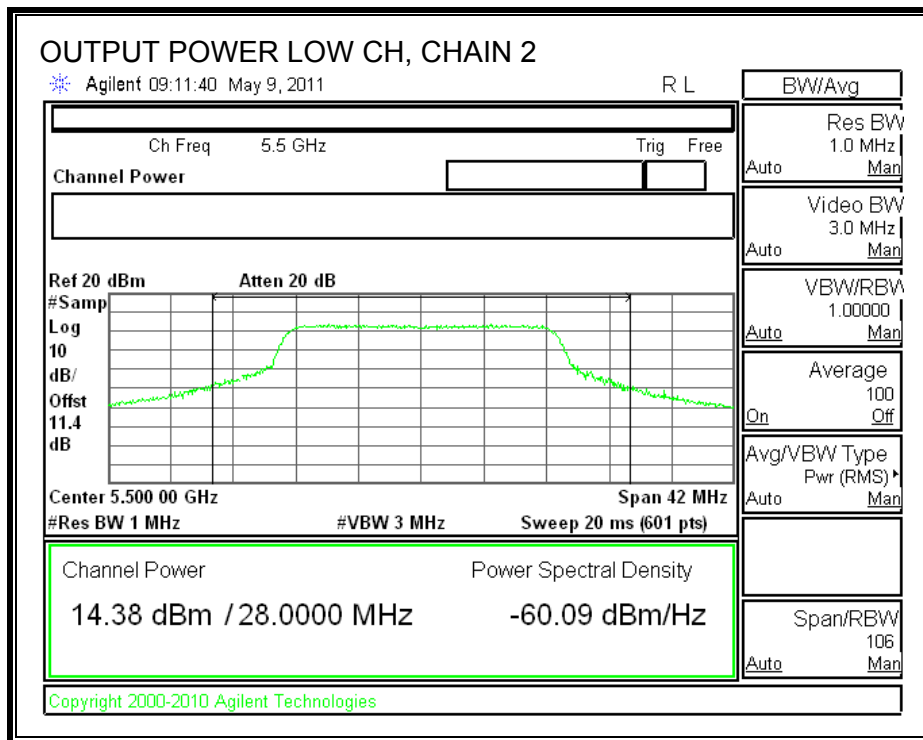 OUTPUT POWER LOW CH, CHAIN 2
Agilent 09:11:40 May 9, 2011 R L
Ch Freq 5.5 GHz Trig Free
Channel Power
Ref 20 dBm Atten 20 dB
#Samp
Log
10
dB/
Offst
11.4
dB
Center 5.500 00 GHz Span 42 MHz
#Res BW 1 MHz #VBW 3 MHz Sweep 20 ms (601 pts)
Channel Power Power Spectral Density
14.38 dBm / 28.0000 MHz -60.09 dBm/Hz
Copyright 2000-2010 Agilent Technologies
BW/Avg
Res BW
1.0 MHz
Auto Man
Video BW
3.0 MHz
Auto Man
VBW/RBW
1.00000
Auto Man
Average
100
On Off
Avg/VBW Type
Pwr (RMS)
Auto Man
Span/RBW
106
Auto Man